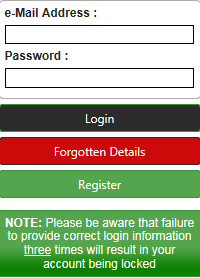 e-Mail Address :
Password :
Login
Forgotten Details
Register
NOTE: Please be aware that failure
to provide correct login information
three times will result in your
account being locked